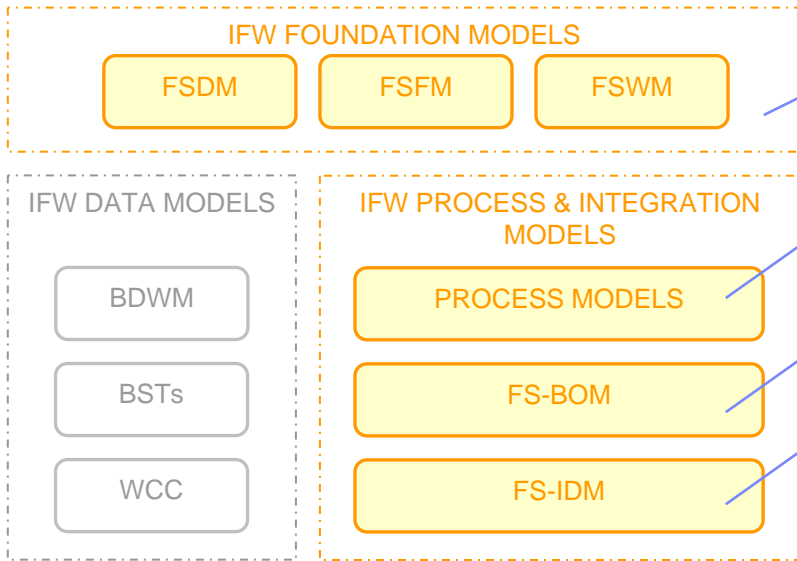 IFW FOUNDATION MODELS
FSDM
FSFM
FSWM
IFW DATA MODELS
BDWM
BSTs
WCC
IFW PROCESS & INTEGRATION
MODELS
PROCESS MODELS
FS-BOM
FS-IDM